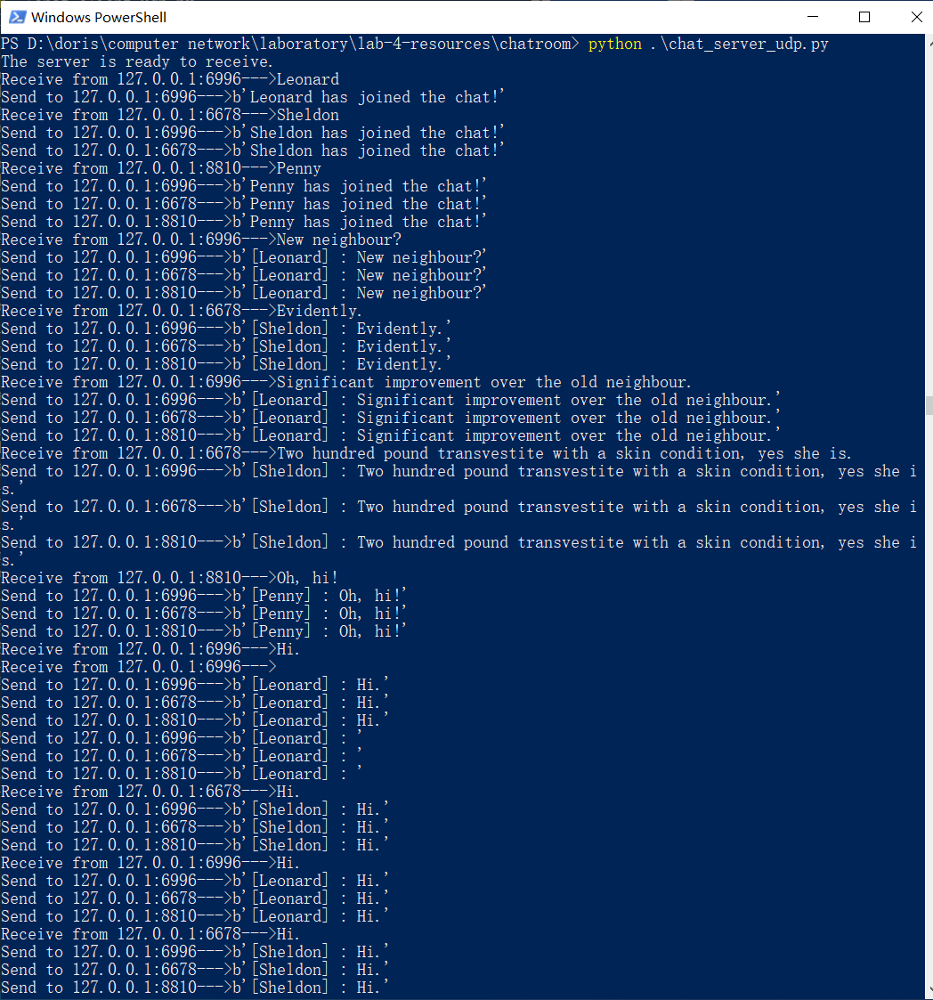 Windows PowerShell
PS D:\doris\computer network\laboratory\lab-4-resources\chatroom> python .\chat_server_udp.py
The server is ready to receive.
Receive from 127.0.0.1:6996--->Leonard
Send to 127.0.0.1:6996--->b'Leonard has joined the chat!'
Receive from 127.0.0.1:6678--->Sheldon
Send to 127.0.0.1:6996--->b'Sheldon has joined the chat!'
Send to 127.0.0.1:6678--->b'Sheldon has joined the chat!'
Receive from 127.0.0.1:8810--->Penny
Send to 127.0.0.1:6996--->b'Penny has joined the chat!'
Send to 127.0.0.1:6678--->b'Penny has joined the chat!'
Send to 127.0.0.1:8810--->b'Penny has joined the chat!'
Receive from 127.0.0.1:6996--->New neighbour?
Send to 127.0.0.1:6996--->b'[Leonard] : New neighbour?'
Send to 127.0.0.1:6678--->b'[Leonard] : New neighbour?'
Send to 127.0.0.1:8810--->b'[Leonard] : New neighbour?'
Receive from 127.0.0.1:6678--->Evidently.
Send to 127.0.0.1:6996--->b'[Sheldon] : Evidently.'
Send to 127.0.0.1:6678--->b'[Sheldon] : Evidently.'
Send to 127.0.0.1:8810--->b'[Sheldon] : Evidently.'
Receive from 127.0.0.1:6996--->Significant improvement over the old neighbour.
Send to 127.0.0.1:6996--->b'[Leonard] : Significant improvement over the old neighbour.'
Send to 127.0.0.1:6678--->b'[Leonard] : Significant improvement over the old neighbour.'
Send to 127.0.0.1:8810--->b'[Leonard] : Significant improvement over the old neighbour.'
Receive from 127.0.0.1:6678--->Two hundred pound transvestite with a skin condition, yes she is.
Send to 127.0.0.1:6996--->b'[Sheldon] : Two hundred pound transvestite with a skin condition, yes she i
s.'
Send to 127.0.0.1:6678--->b'[Sheldon] : Two hundred pound transvestite with a skin condition, yes she i
s.'
Send to 127.0.0.1:8810--->b'[Sheldon] : Two hundred pound transvestite with a skin condition, yes she i
s.'
Receive from 127.0.0.1:8810--->Oh, hi!
Send to 127.0.0.1:6996--->b'[Penny] : Oh, hi!'
Send to 127.0.0.1:6678--->b'[Penny] : Oh, hi!'
Send to 127.0.0.1:8810--->b'[Penny] : Oh, hi!'
Receive from 127.0.0.1:6996--->Hi.
Receive from 127.0.0.1:6996--->
Send to 127.0.0.1:6996--->b'[Leonard] : Hi.'
Send to 127.0.0.1:6678--->b'[Leonard] : Hi.'
Send to 127.0.0.1:8810--->b'[Leonard] : Hi.'
Send to 127.0.0.1:6996--->b'[Leonard] : '
Send to 127.0.0.1:6678--->b'[Leonard] : '
Send to 127.0.0.1:8810--->b'[Leonard] : '
Receive from 127.0.0.1:6678--->Hi.
Send to 127.0.0.1:6996--->b'[Sheldon] : Hi.'
Send to 127.0.0.1:6678--->b'[Sheldon] : Hi.'
Send to 127.0.0.1:8810--->b'[Sheldon] : Hi.'
Receive from 127.0.0.1:6996--->Hi.
Send to 127.0.0.1:6996--->b'[Leonard] : Hi.'
Send to 127.0.0.1:6678--->b'[Leonard] : Hi.'
Send to 127.0.0.1:8810--->b'[Leonard] : Hi.'
Receive from 127.0.0.1:6678--->Hi.
Send to 127.0.0.1:6996--->b'[Sheldon] : Hi.'
Send to 127.0.0.1:6678--->b'[Sheldon] : Hi.'
Send to 127.0.0.1:8810--->b'[Sheldon] : Hi.'